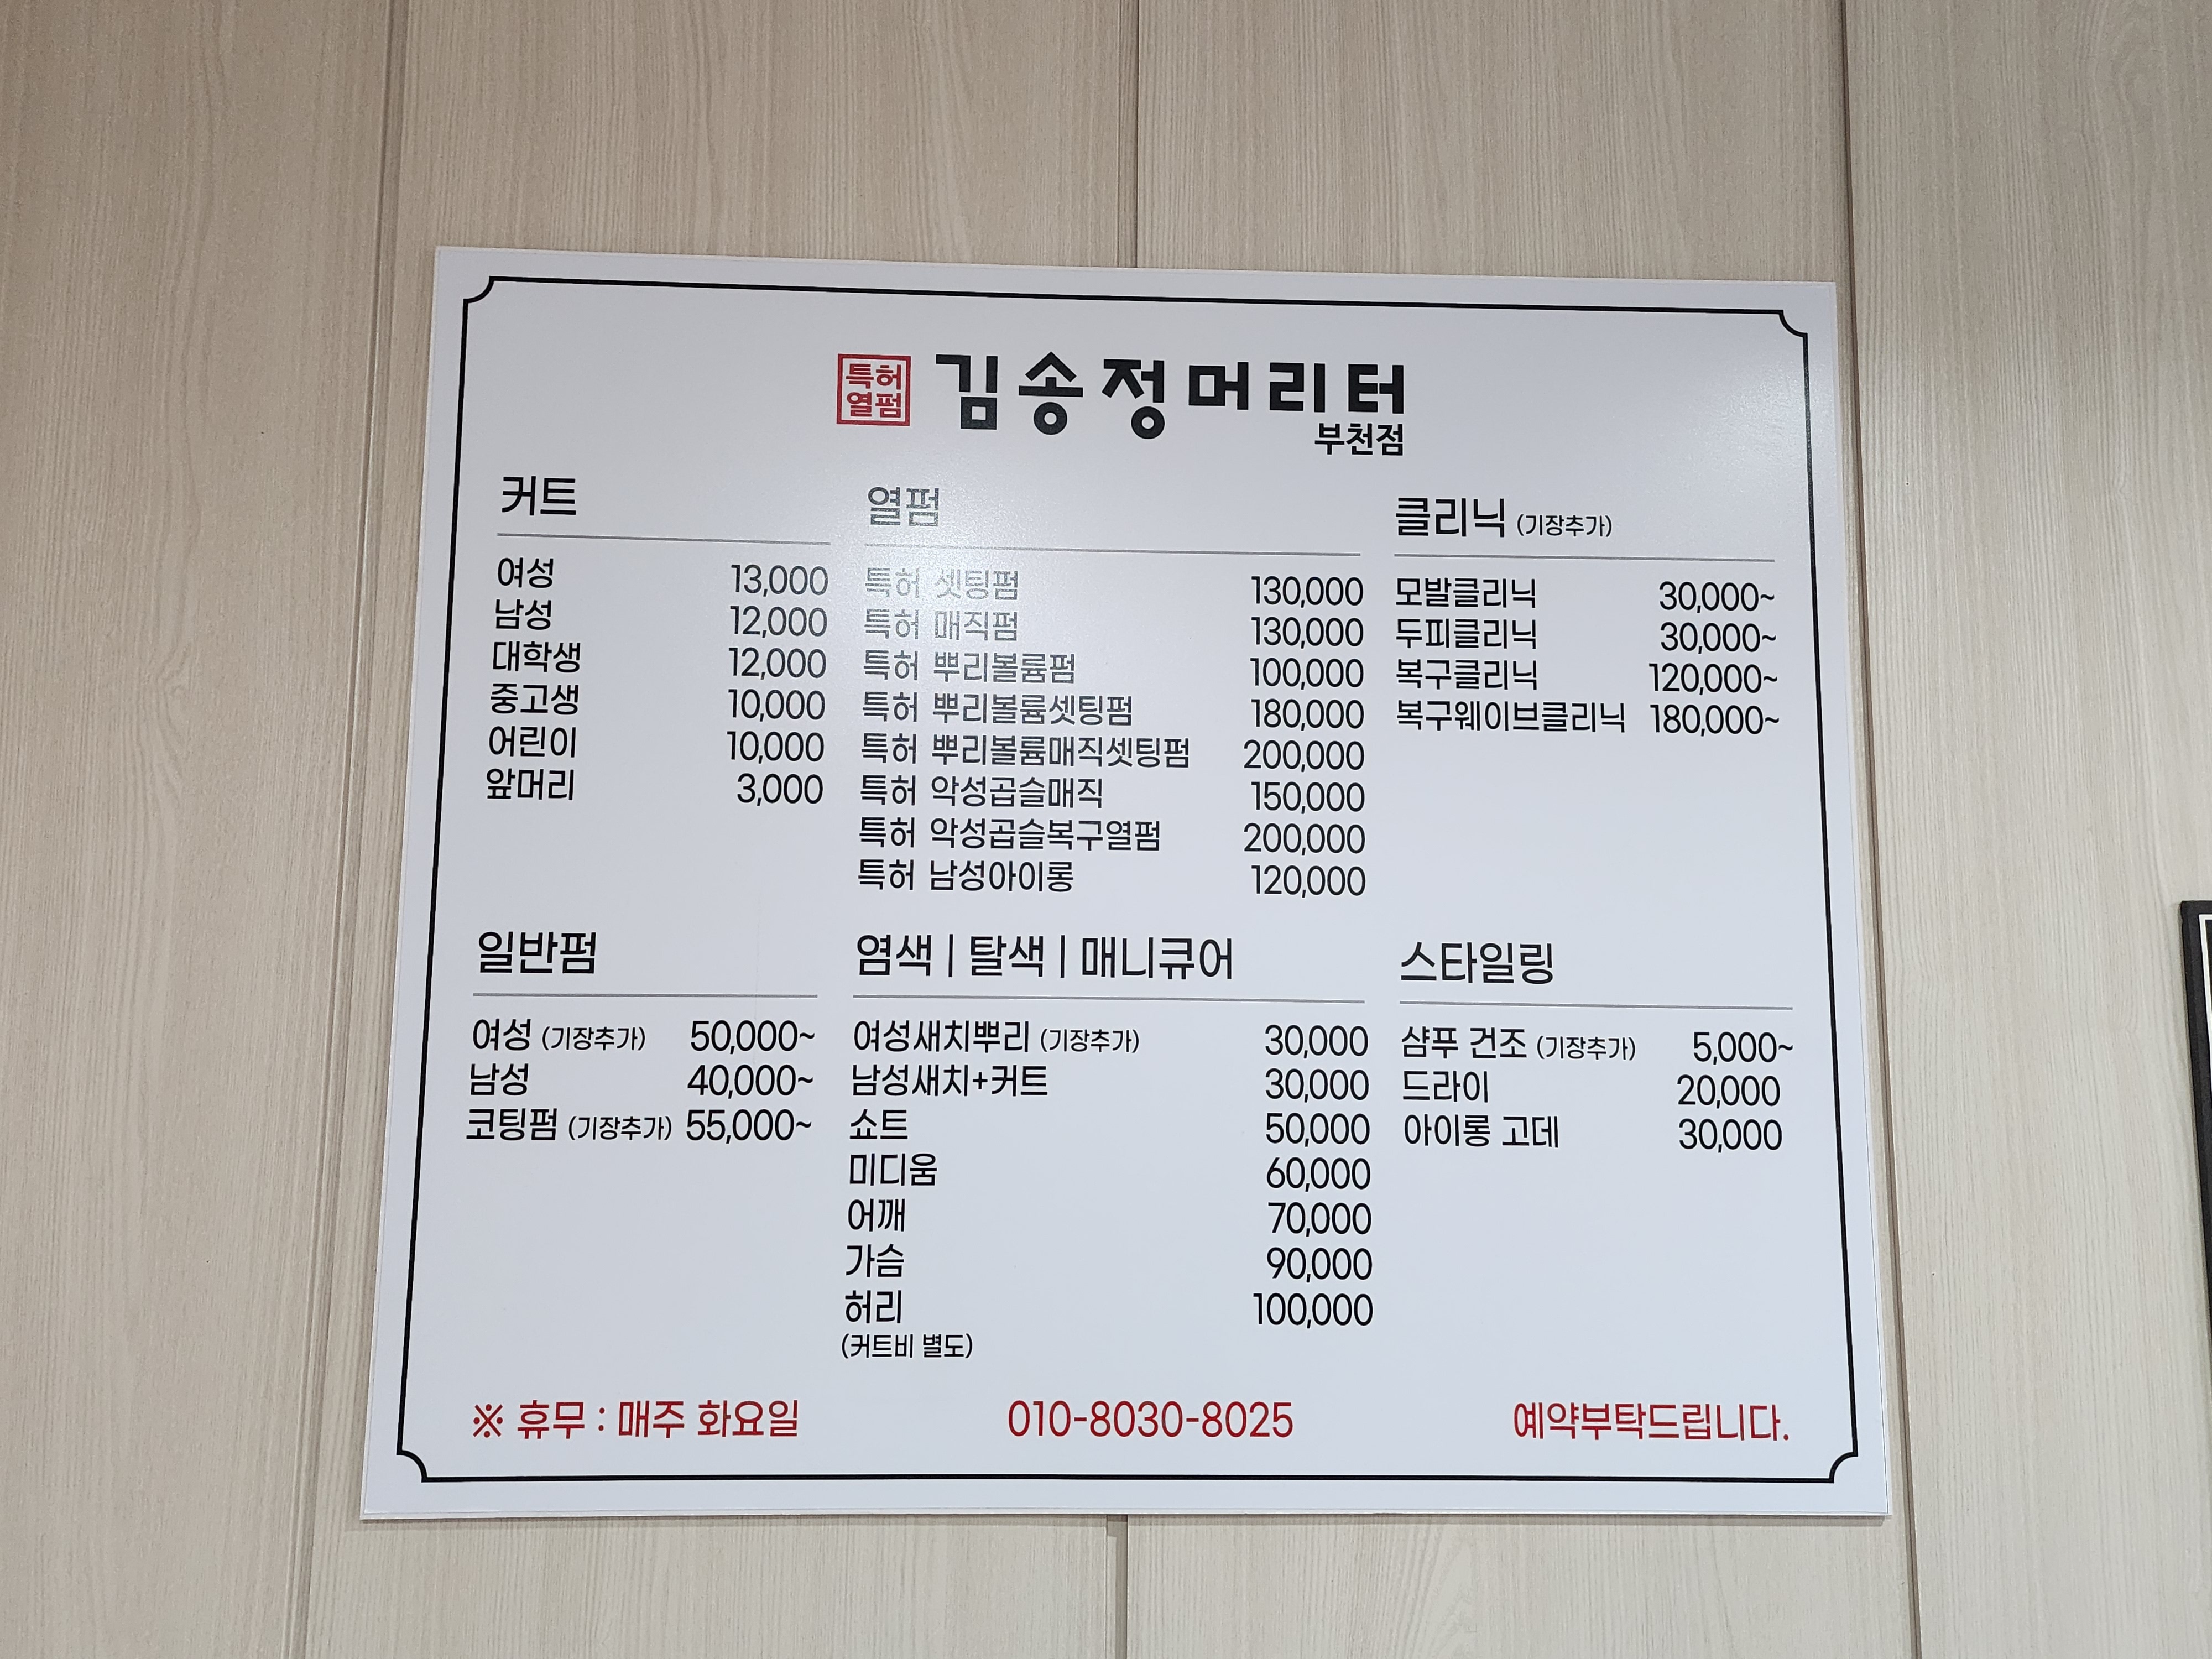 특허
열펌
김송정머리터
부천점
커트
여성 13,000
남성 12,000
대학생 12,000
중고생 10,000
어린이 10,000
앞머리 3,000
열펌
특허 셋팅펌 130,000
특허 매직펌 130,000
특허 뿌리볼륨펌 100,000
특허 뿌리볼륨셋팅펌 180,000
특허 뿌리볼륨매직셋팅펌 200,000
특허 악성곱슬매직 150,000
특허 악성곱슬복구열펌 200,000
특허 남성아이롱 120,000
클리닉 (기장추가)
모발클리닉 30,000~
두피클리닉 30,000~
복구클리닉 120,000~
복구웨이브클리닉 180,000~
일반펌
여성 (기장추가) 50,000~
남성 40,000~
코팅펌 (기장추가) 55,000~
염색 | 탈색 | 매니큐어
여성새치뿌리 (기장추가) 30,000
남성새치+커트 30,000
쇼트 50,000
미디움 60,000
어깨 70,000
가슴 90,000
허리 100,000
(커트비 별도)
스타일링
샴푸 건조 (기장추가) 5,000~
드라이 20,000
아이롱 고데 30,000
※ 휴무 : 매주 화요일 010-8030-8025 예약부탁드립니다.